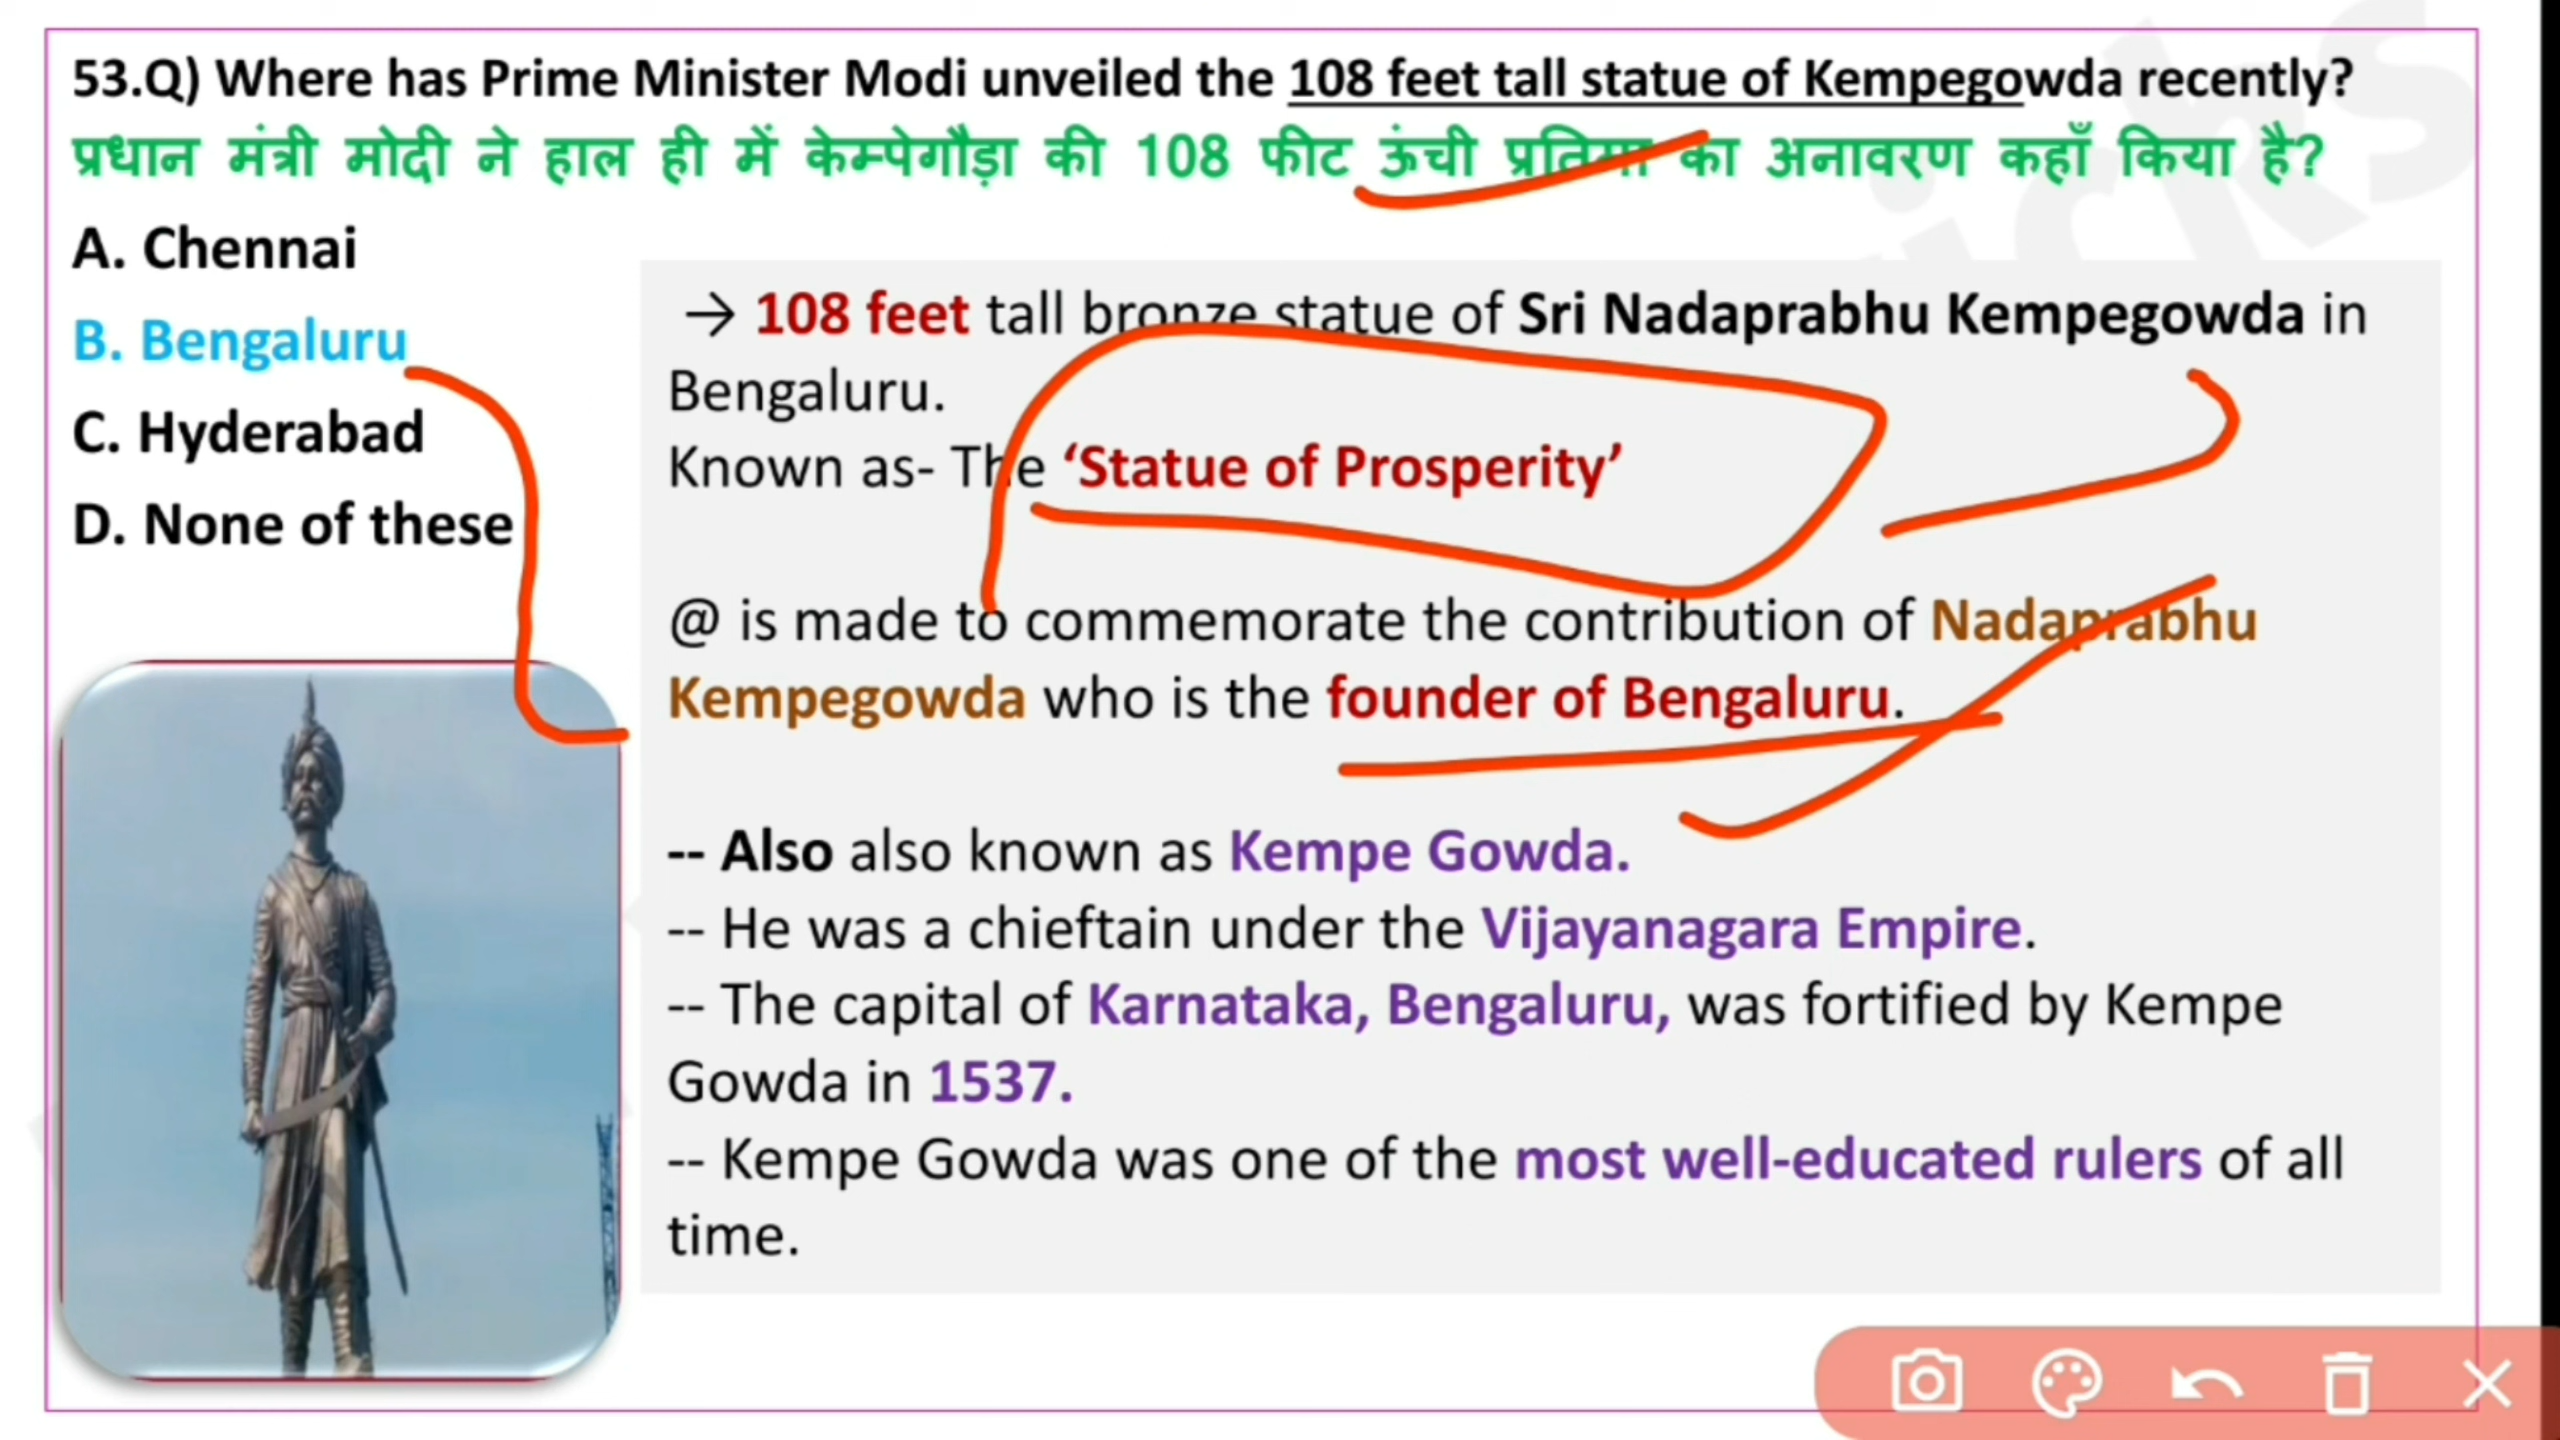 53.Q) Where has Prime Minister Modi unveiled the 108 feet tall statue of Kempegowda recently?
प्रधान मंत्री मोदी ने हाल ही में केम्पेगौड़ा की 108 फीट ऊंची प्रतिमा का अनावरण कहाँ किया है?
A. Chennai
B. Bengaluru
C. Hyderabad
D. None of these
→ 108 feet tall bronze statue of Sri Nadaprabhu Kempegowda in
Bengaluru.
Known as- The ‘Statue of Prosperity’
@ is made to commemorate the contribution of Nadaprabhu
Kempegowda who is the founder of Bengaluru.
-- Also also known as Kempe Gowda.
-- He was a chieftain under the Vijayanagara Empire.
-- The capital of Karnataka, Bengaluru, was fortified by Kempe
Gowda in 1537.
-- Kempe Gowda was one of the most well-educated rulers of all
time.